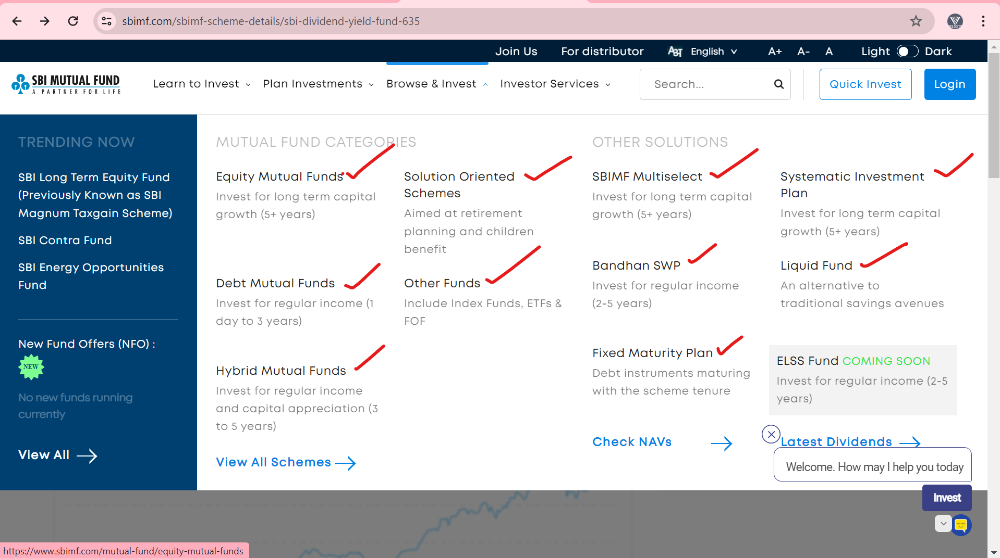 sbimf.com/sbimf-scheme-details/sbi-dividend-yield-fund-635
VELOCITY
Join Us
For distributor
English
A+
A-
A
Light
Dark
SBI MUTUAL FUND
A PARTNER FOR LIFE
Learn to Invest
Plan Investments
Browse & Invest
Investor Services
Search...
Quick Invest
Login
TRENDING NOW
SBI Long Term Equity Fund
(Previously Known as SBI
Magnum Taxgain Scheme)
SBI Contra Fund
SBI Energy Opportunities
Fund
New Fund Offers (NFO) :
NEW
No new funds running
currently
View All
MUTUAL FUND CATEGORIES
Equity Mutual Funds
Invest for long term capital
growth (5+ years)
Solution Oriented
Schemes
Aimed at retirement
planning and children
benefit
Debt Mutual Funds
Invest for regular income (1
day to 3 years)
Other Funds
Include Index Funds, ETFs &
FOF
Hybrid Mutual Funds
Invest for regular income
and capital appreciation (3
to 5 years)
View All Schemes
OTHER SOLUTIONS
SBIMF Multiselect
Invest for long term capital
growth (5+ years)
Systematic Investment
Plan
Invest for long term capital
growth (5+ years)
Bandhan SWP
Invest for regular income
(2-5 years)
Liquid Fund
An alternative to
traditional savings avenues
Fixed Maturity Plan
Debt instruments maturing
with the scheme tenure
ELSS Fund COMING SOON
Invest for regular income (2-5
years)
Check NAVs
Latest Dividends
Welcome. How may I help you today
Invest
https://www.sbimf.com/mutual-fund/equity-mutual-funds